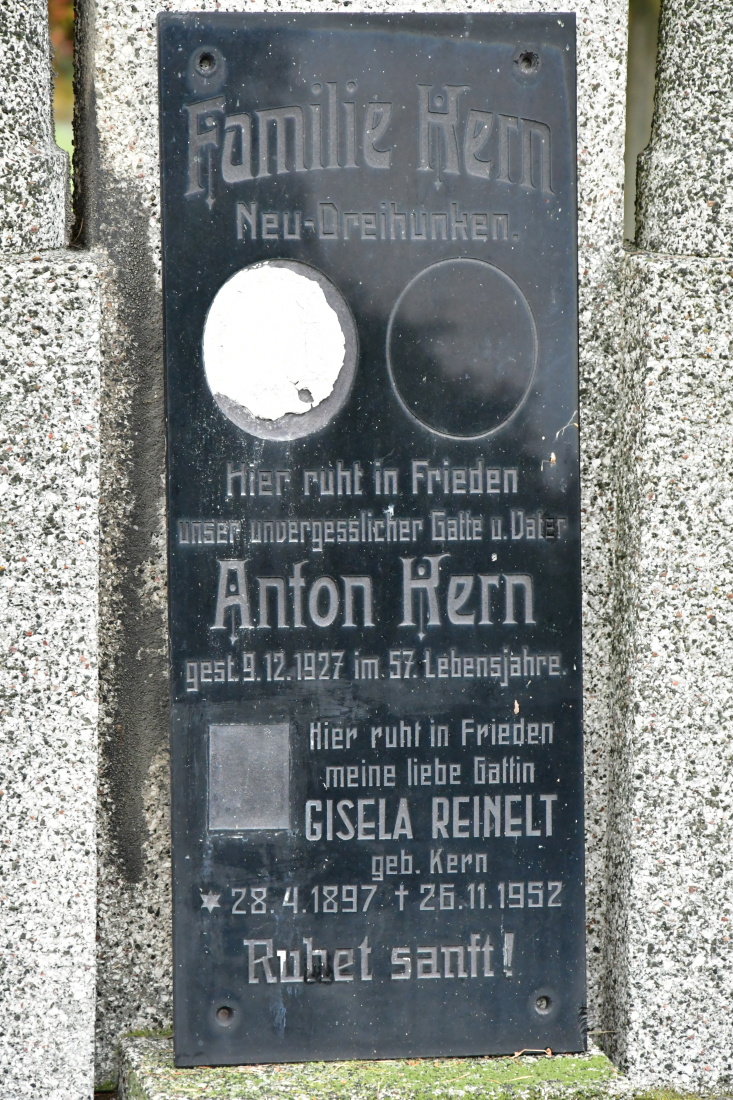 Familie Kern
Neu-Dreihunken.
Hier ruht in Frieden
unser unvergesslicher Gatte u. Vater
Anton Kern
gest. 9.12.1927 im 57. Lebensjahre.
Hier ruht in Frieden
meine liebe Gattin
GISELA REINELT
geb. Kern
* 28.4.1897 † 26.11.1952
Ruhet sanft!